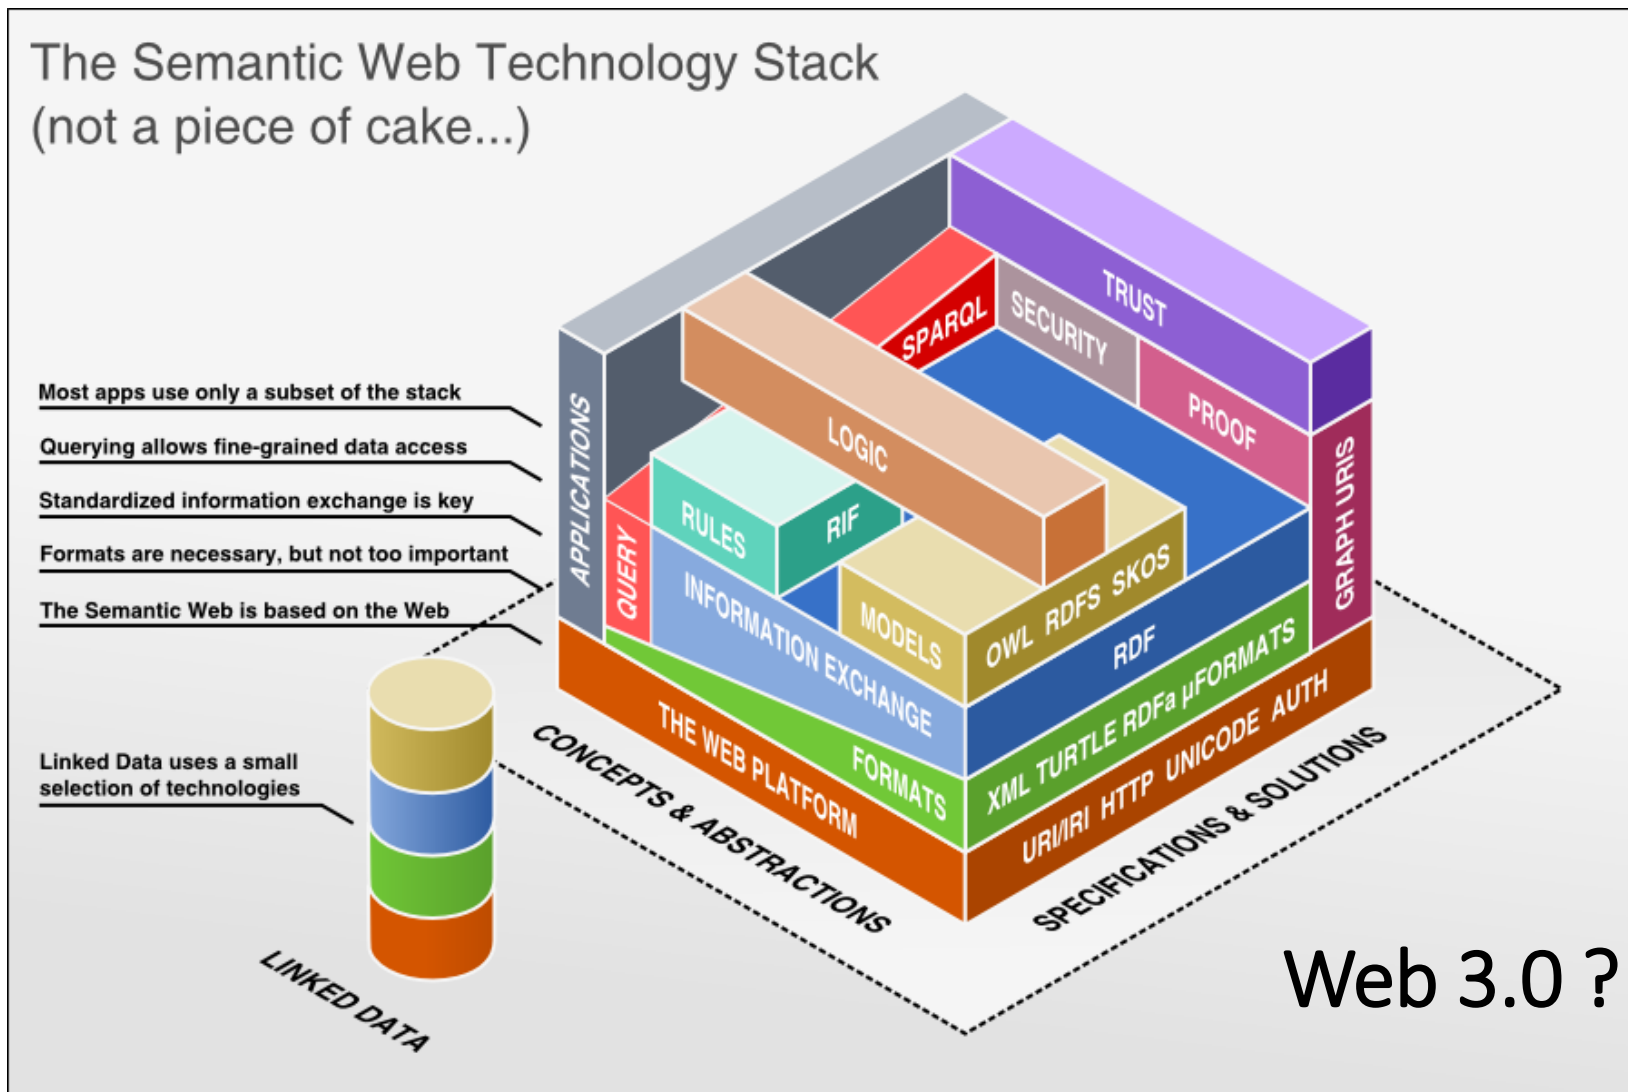 The Semantic Web Technology Stack
(not a piece of cake...)
Most apps use only a subset of the stack
Querying allows fine-grained data access
Standardized information exchange is key
Formats are necessary, but not too important
The Semantic Web is based on the Web
Linked Data uses a small
selection of technologies
LINKED DATA
APPLICATIONS
QUERY
RULES
RIF
LOGIC
SPARQL
SECURITY
TRUST
PROOF
GRAPH URIS
INFORMATION EXCHANGE
MODELS
OWL RDFS SKOS
RDF
FORMATS
XML TURTLE RDFa µFORMATS
THE WEB PLATFORM
URI/IRI HTTP UNICODE AUTH
CONCEPTS & ABSTRACTIONS
SPECIFICATIONS & SOLUTIONS
Web 3.0 ?